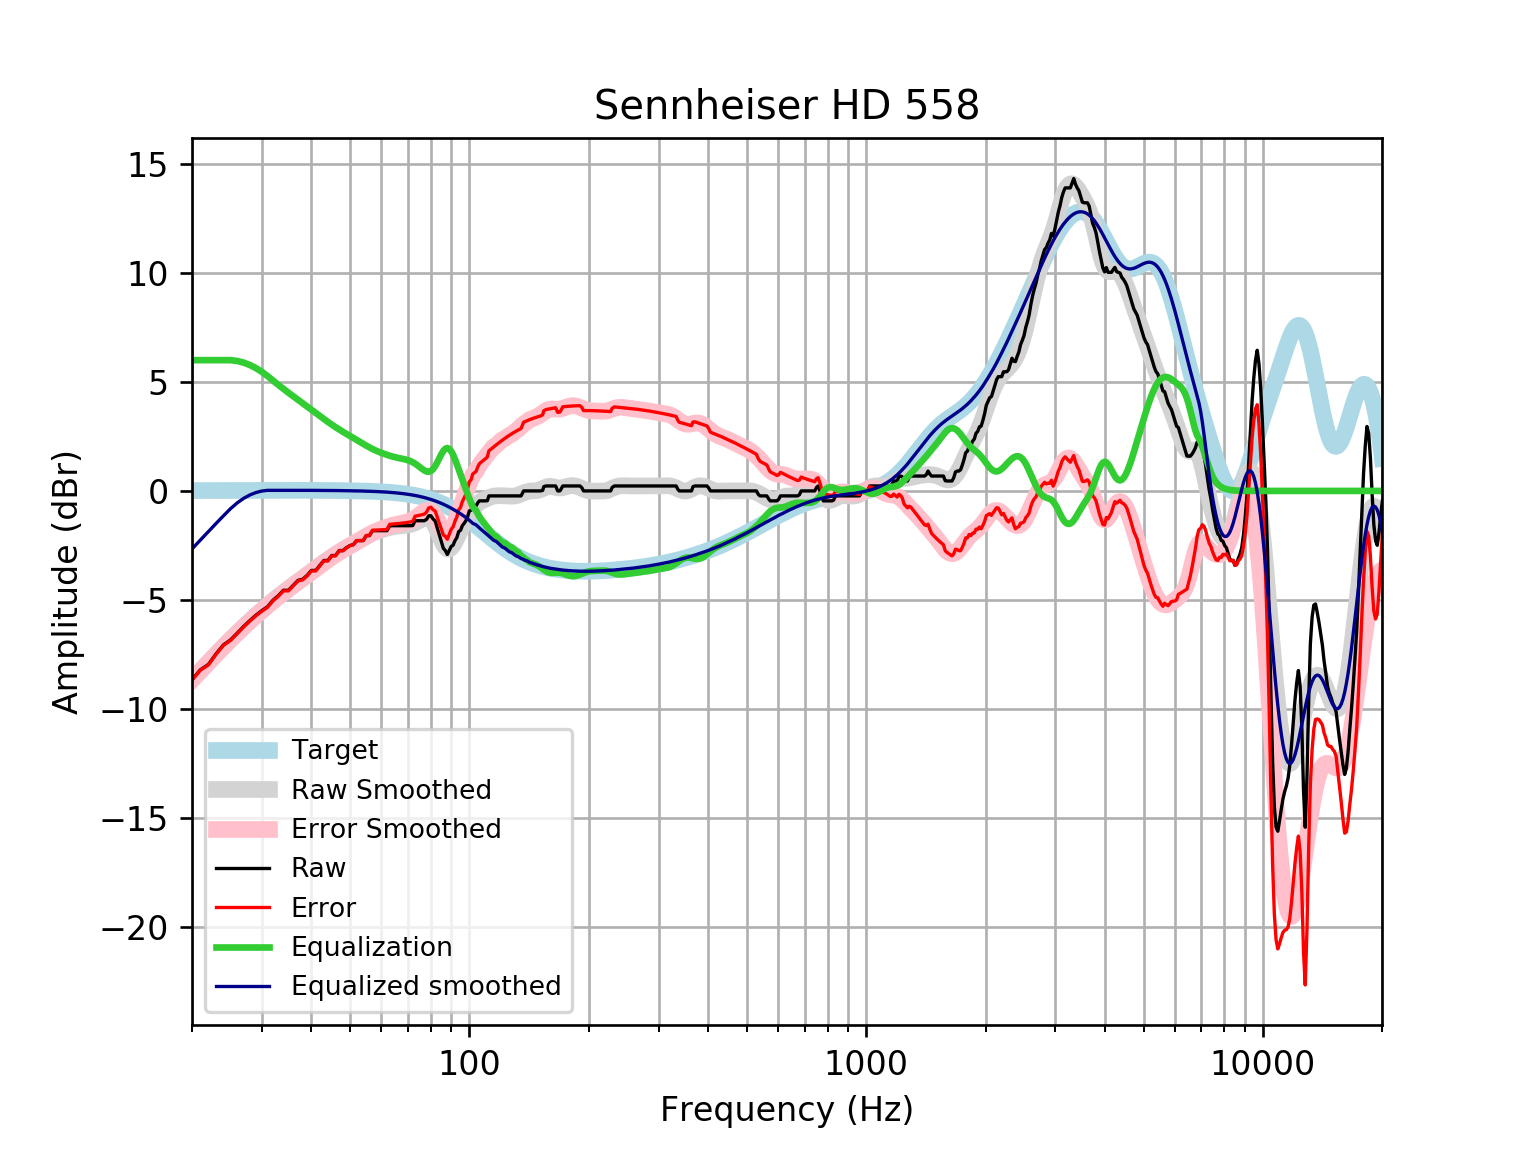 Sennheiser HD 558
15
10
5
0
−5
−10
−15
−20
Amplitude (dBr)
Target
Raw Smoothed
Error Smoothed
Raw
Error
Equalization
Equalized smoothed
100
1000
10000
Frequency (Hz)